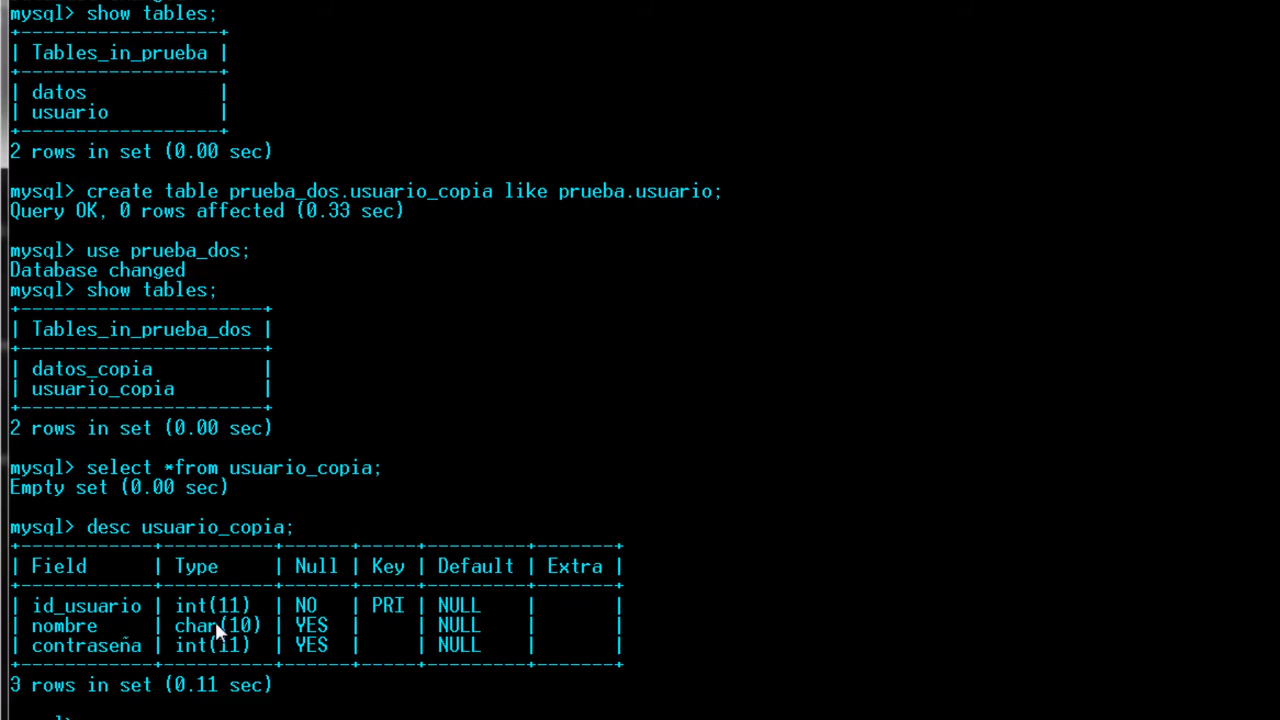 mysql> show tables;
+------------------+
| Tables_in_prueba |
+------------------+
| datos            |
| usuario          |
+------------------+
2 rows in set (0.00 sec)
mysql> create table prueba_dos.usuario_copia like prueba.usuario;
Query OK, 0 rows affected (0.33 sec)
mysql> use prueba_dos;
Database changed
mysql> show tables;
+----------------------+
| Tables_in_prueba_dos |
+----------------------+
| datos_copia          |
| usuario_copia        |
+----------------------+
2 rows in set (0.00 sec)
mysql> select *from usuario_copia;
Empty set (0.00 sec)
mysql> desc usuario_copia;
+------------+----------+------+-----+---------+-------+
| Field      | Type     | Null | Key | Default | Extra |
+------------+----------+------+-----+---------+-------+
| id_usuario | int(11)  | NO   | PRI | NULL    |       |
| nombre     | char(10) | YES  |     | NULL    |       |
| contraseña | int(11)  | YES  |     | NULL    |       |
+------------+----------+------+-----+---------+-------+
3 rows in set (0.11 sec)